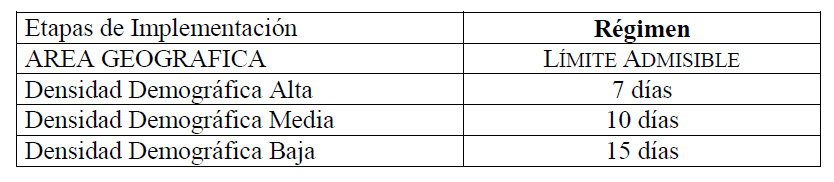 Etapas de Implementación Régimen
AREA GEOGRAFICA LÍMITE ADMISIBLE
Densidad Demográfica Alta 7 días
Densidad Demográfica Media 10 días
Densidad Demográfica Baja 15 días